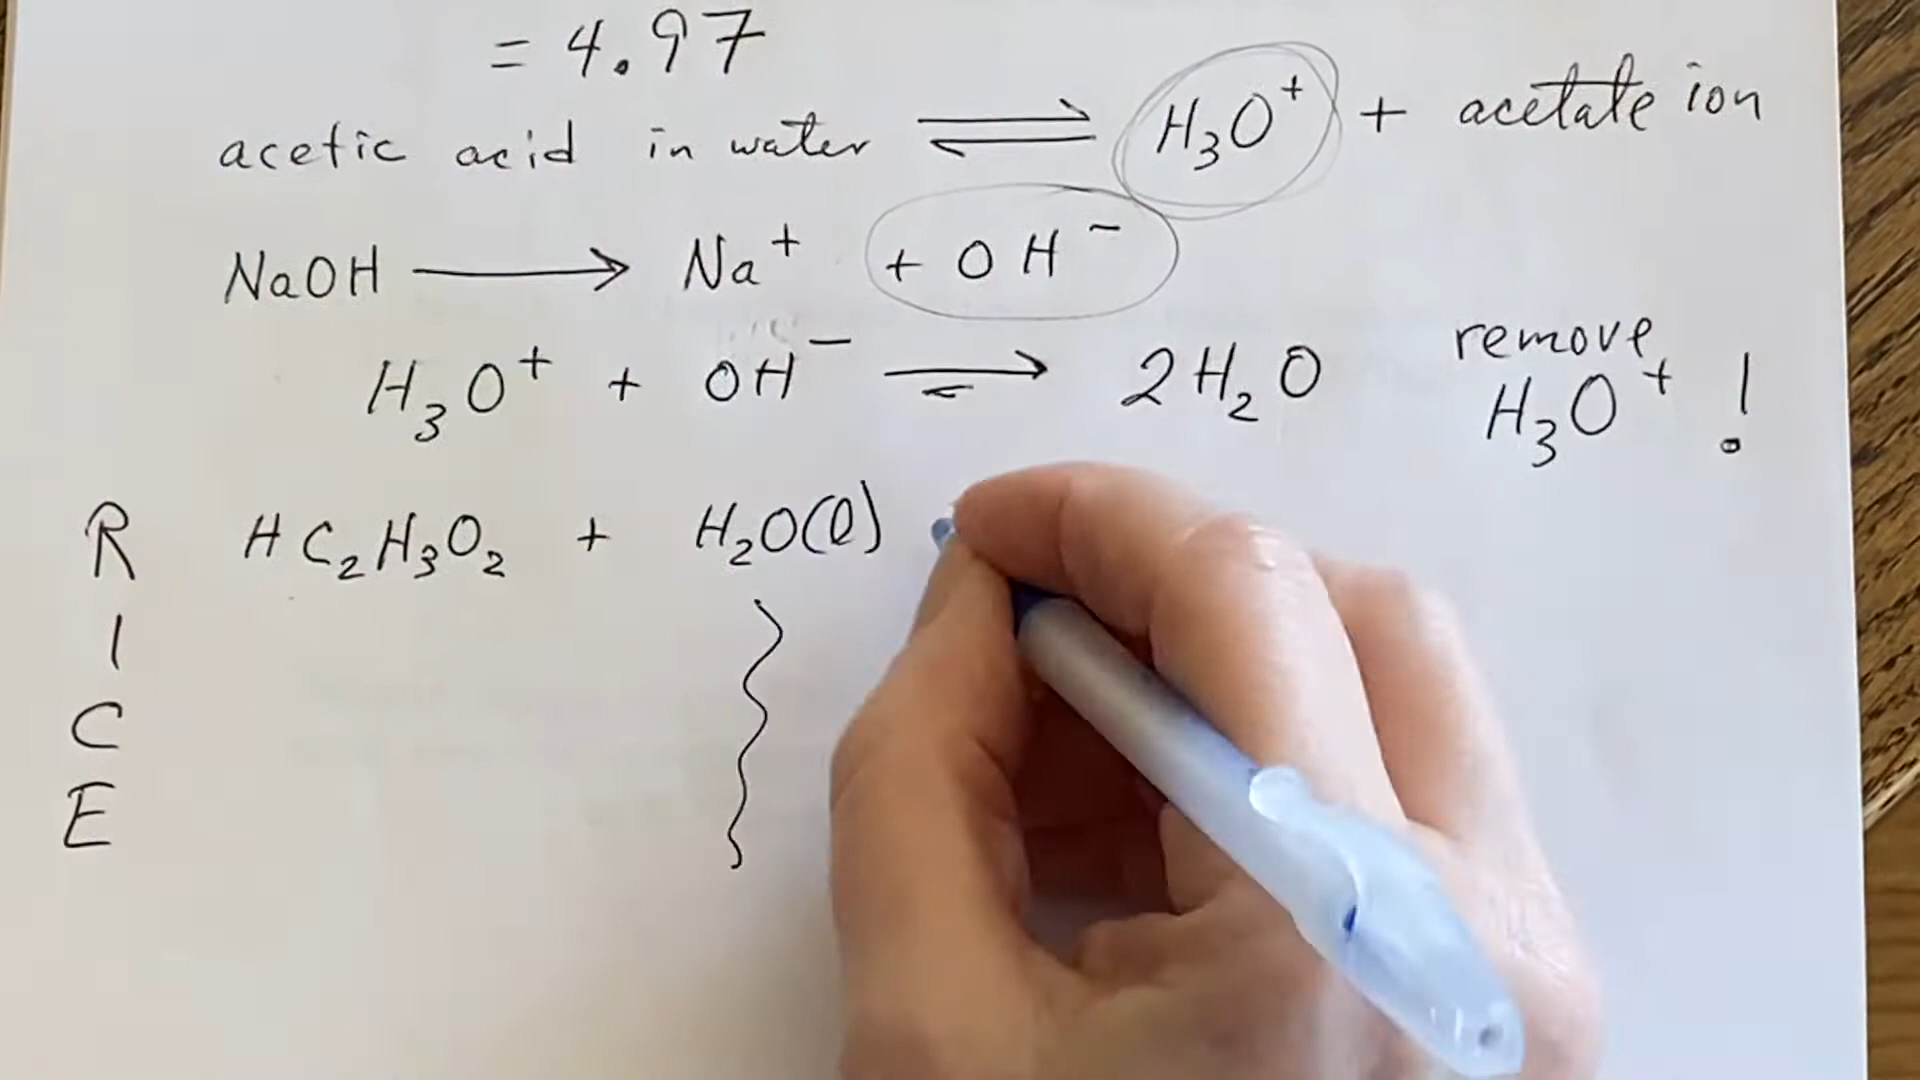 = 4.97
acetic acid in water ⇌ H₃O⁺ + acetate ion
NaOH ⟶ Na⁺ + OH⁻
H₃O⁺ + OH⁻ ⇌ 2H₂O remove H₃O⁺ !
R HC₂H₃O₂ + H₂O(l)
I
C
E